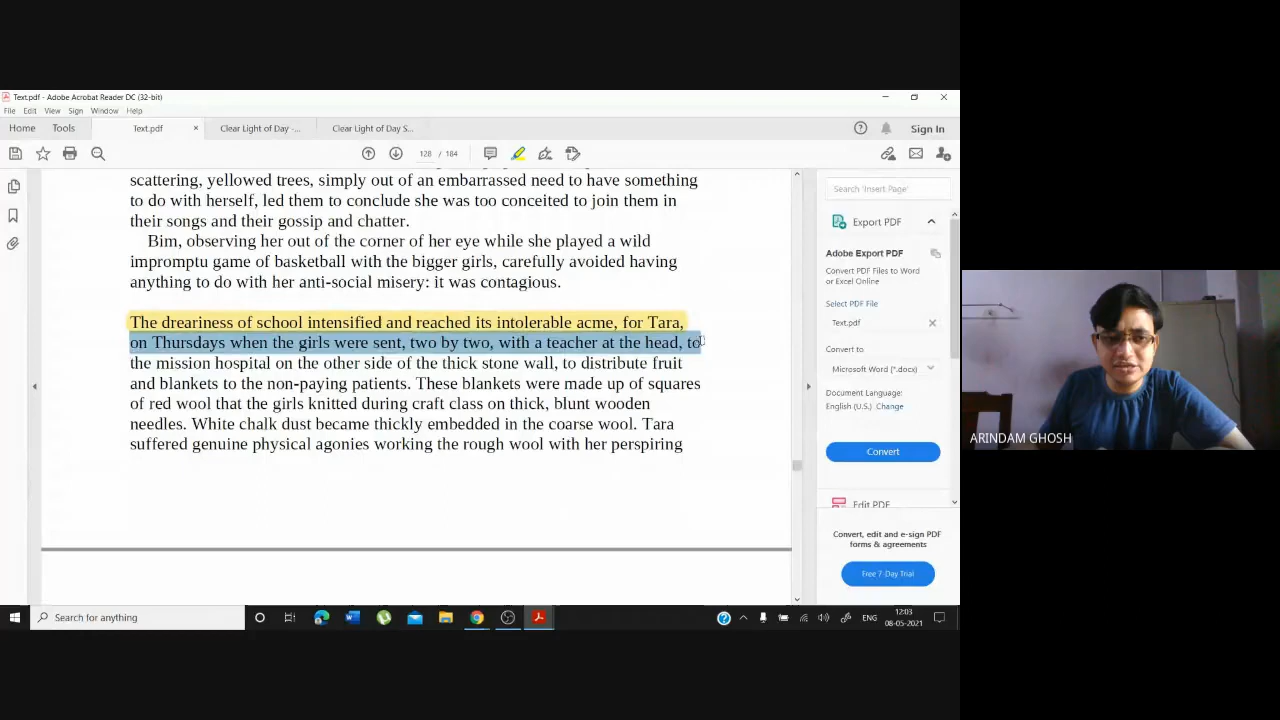 Text.pdf - Adobe Acrobat Reader DC (32-bit)
File Edit View Sign Window Help
Home Tools Text.pdf × Clear Light of Day -... Clear Light of Day S... Sign In
128 / 184
scattering, yellowed trees, simply out of an embarrassed need to have something
to do with herself, led them to conclude she was too conceited to join them in
their songs and their gossip and chatter.
Bim, observing her out of the corner of her eye while she played a wild
impromptu game of basketball with the bigger girls, carefully avoided having
anything to do with her anti-social misery: it was contagious.
The dreariness of school intensified and reached its intolerable acme, for Tara,
on Thursdays when the girls were sent, two by two, with a teacher at the head, to
the mission hospital on the other side of the thick stone wall, to distribute fruit
and blankets to the non-paying patients. These blankets were made up of squares
of red wool that the girls knitted during craft class on thick, blunt wooden
needles. White chalk dust became thickly embedded in the coarse wool. Tara
suffered genuine physical agonies working the rough wool with her perspiring
Search 'Insert Page'
Export PDF
Adobe Export PDF
Convert PDF Files to Word
or Excel Online
Select PDF File
Text.pdf
Convert to
Microsoft Word (*.docx)
Document Language:
English (U.S.) Change
Convert
Edit PDF
Convert, edit and e-sign PDF
forms & agreements
Free 7-Day Trial
ARINDAM GHOSH
Search for anything
ENG
12:03
08-05-2021